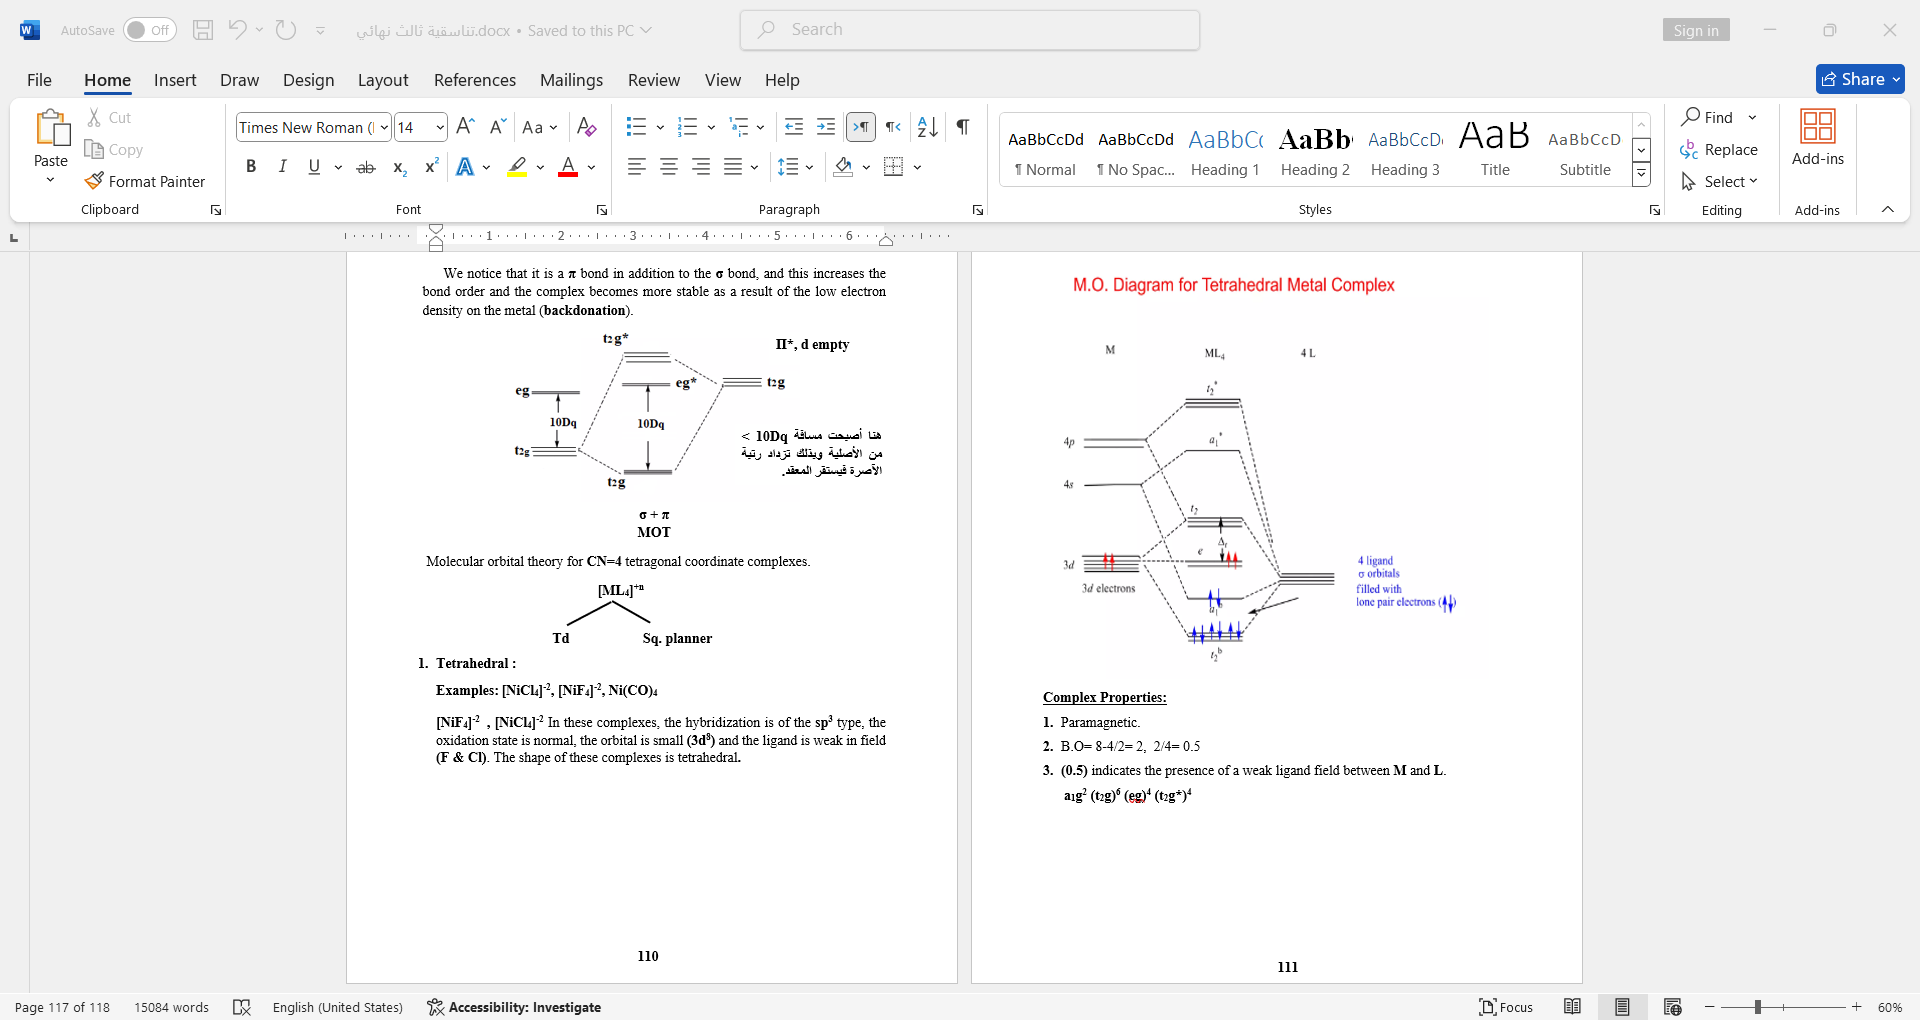 AutoSave Off تناسقية ثالث نهائي.docx • Saved to this PC Search Sign in
File Home Insert Draw Design Layout References Mailings Review View Help Share
Paste Cut Copy Format Painter
Clipboard
Times New Roman ( 14
Font
Paragraph
AaBbCcDd AaBbCcDd AaBbCc AaBb AaBbCcD AaB AaBbCcD
¶ Normal ¶ No Spac... Heading 1 Heading 2 Heading 3 Title Subtitle
Styles
Find
Replace
Select
Editing
Add-ins
Add-ins
1 2 3 4 5 6
We notice that it is a π bond in addition to the σ bond, and this increases the
bond order and the complex becomes more stable as a result of the low electron
density on the metal (backdonation).
t₂g*
Π*, d empty
eg eg* t₂g
10Dq 10Dq
هنا أصبحت مسافة 10Dq >
من الأصلية وبذلك تزداد رتبة
الآصرة فيستقر المعقد.
t₂g
t₂g
σ + π
MOT
Molecular orbital theory for CN=4 tetragonal coordinate complexes.
[ML₄]⁺ⁿ
Td Sq. planner
1. Tetrahedral :
Examples: [NiCl₄]⁻², [NiF₄]⁻², Ni(CO)₄
[NiF₄]⁻² , [NiCl₄]⁻² In these complexes, the hybridization is of the sp³ type, the
oxidation state is normal, the orbital is small (3d⁸) and the ligand is weak in field
(F & Cl). The shape of these complexes is tetrahedral.
110
M.O. Diagram for Tetrahedral Metal Complex
M ML₄ 4 L
t₂*
4p a₁*
4s
t₂
Δt
e
3d
3d electrons
4 ligand
σ orbitals
filled with
lone pair electrons (⥮)
a₁ᵇ
t₂ᵇ
Complex Properties:
1. Paramagnetic.
2. B.O= 8-4/2= 2, 2/4= 0.5
3. (0.5) indicates the presence of a weak ligand field between M and L.
a₁g² (t₂g)⁶ (eg)⁴ (t₂g*)⁴
111
Page 117 of 118 15084 words English (United States) Accessibility: Investigate Focus 60%